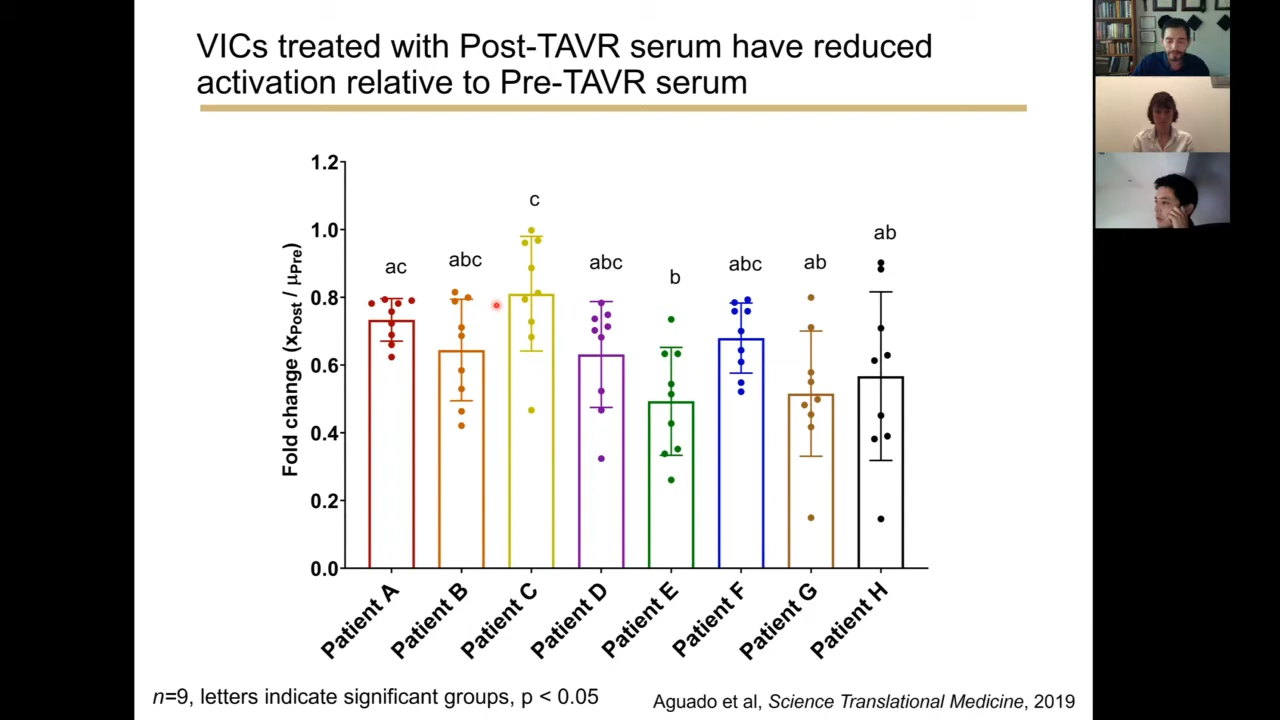 VICs treated with Post-TAVR serum have reduced
activation relative to Pre-TAVR serum
Fold change (xPost / μPre)
1.2
1.0
0.8
0.6
0.4
0.2
0.0
ac
abc
c
abc
b
abc
ab
ab
Patient A
Patient B
Patient C
Patient D
Patient E
Patient F
Patient G
Patient H
n=9, letters indicate significant groups, p < 0.05
Aguado et al, Science Translational Medicine, 2019